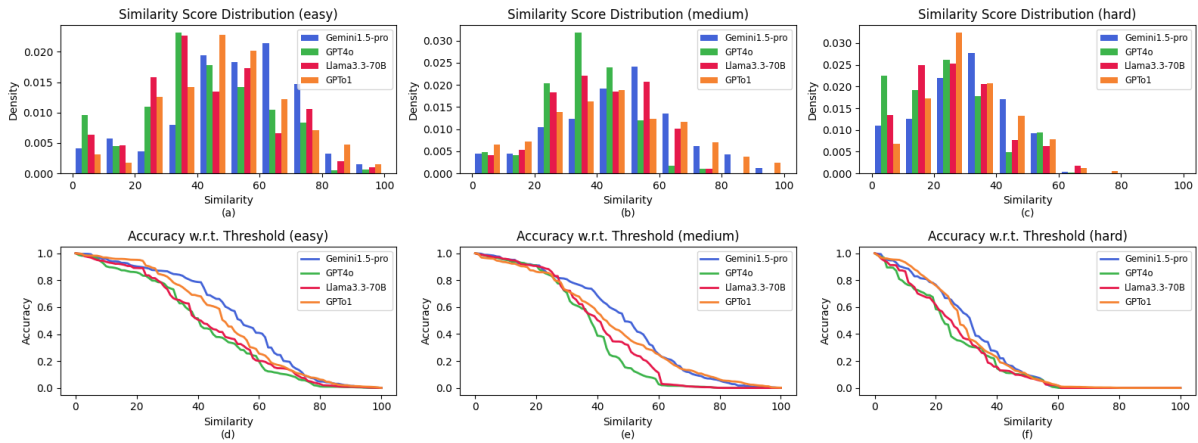 Similarity Score Distribution (easy)
Density
0.020
0.015
0.010
0.005
0.000
Gemini1.5-pro
GPT4o
Llama3.3-70B
GPTo1
0 20 40 60 80 100
Similarity
(a)
Similarity Score Distribution (medium)
Density
0.030
0.025
0.020
0.015
0.010
0.005
0.000
Gemini1.5-pro
GPT4o
Llama3.3-70B
GPTo1
0 20 40 60 80 100
Similarity
(b)
Similarity Score Distribution (hard)
Density
0.030
0.025
0.020
0.015
0.010
0.005
0.000
Gemini1.5-pro
GPT4o
Llama3.3-70B
GPTo1
0 20 40 60 80 100
Similarity
(c)
Accuracy w.r.t. Threshold (easy)
Accuracy
1.0
0.8
0.6
0.4
0.2
0.0
Gemini1.5-pro
GPT4o
Llama3.3-70B
GPTo1
0 20 40 60 80 100
Similarity
(d)
Accuracy w.r.t. Threshold (medium)
Accuracy
1.0
0.8
0.6
0.4
0.2
0.0
Gemini1.5-pro
GPT4o
Llama3.3-70B
GPTo1
0 20 40 60 80 100
Similarity
(e)
Accuracy w.r.t. Threshold (hard)
Accuracy
1.0
0.8
0.6
0.4
0.2
0.0
Gemini1.5-pro
GPT4o
Llama3.3-70B
GPTo1
0 20 40 60 80 100
Similarity
(f)